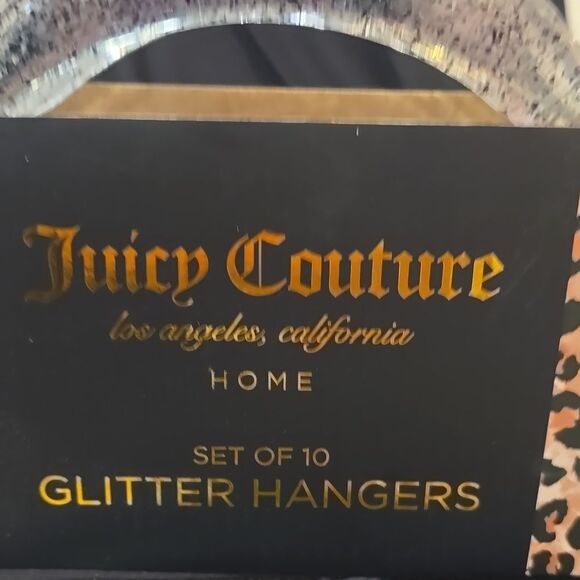 Juicy Couture
los angeles, california
HOME
SET OF 10
GLITTER HANGERS